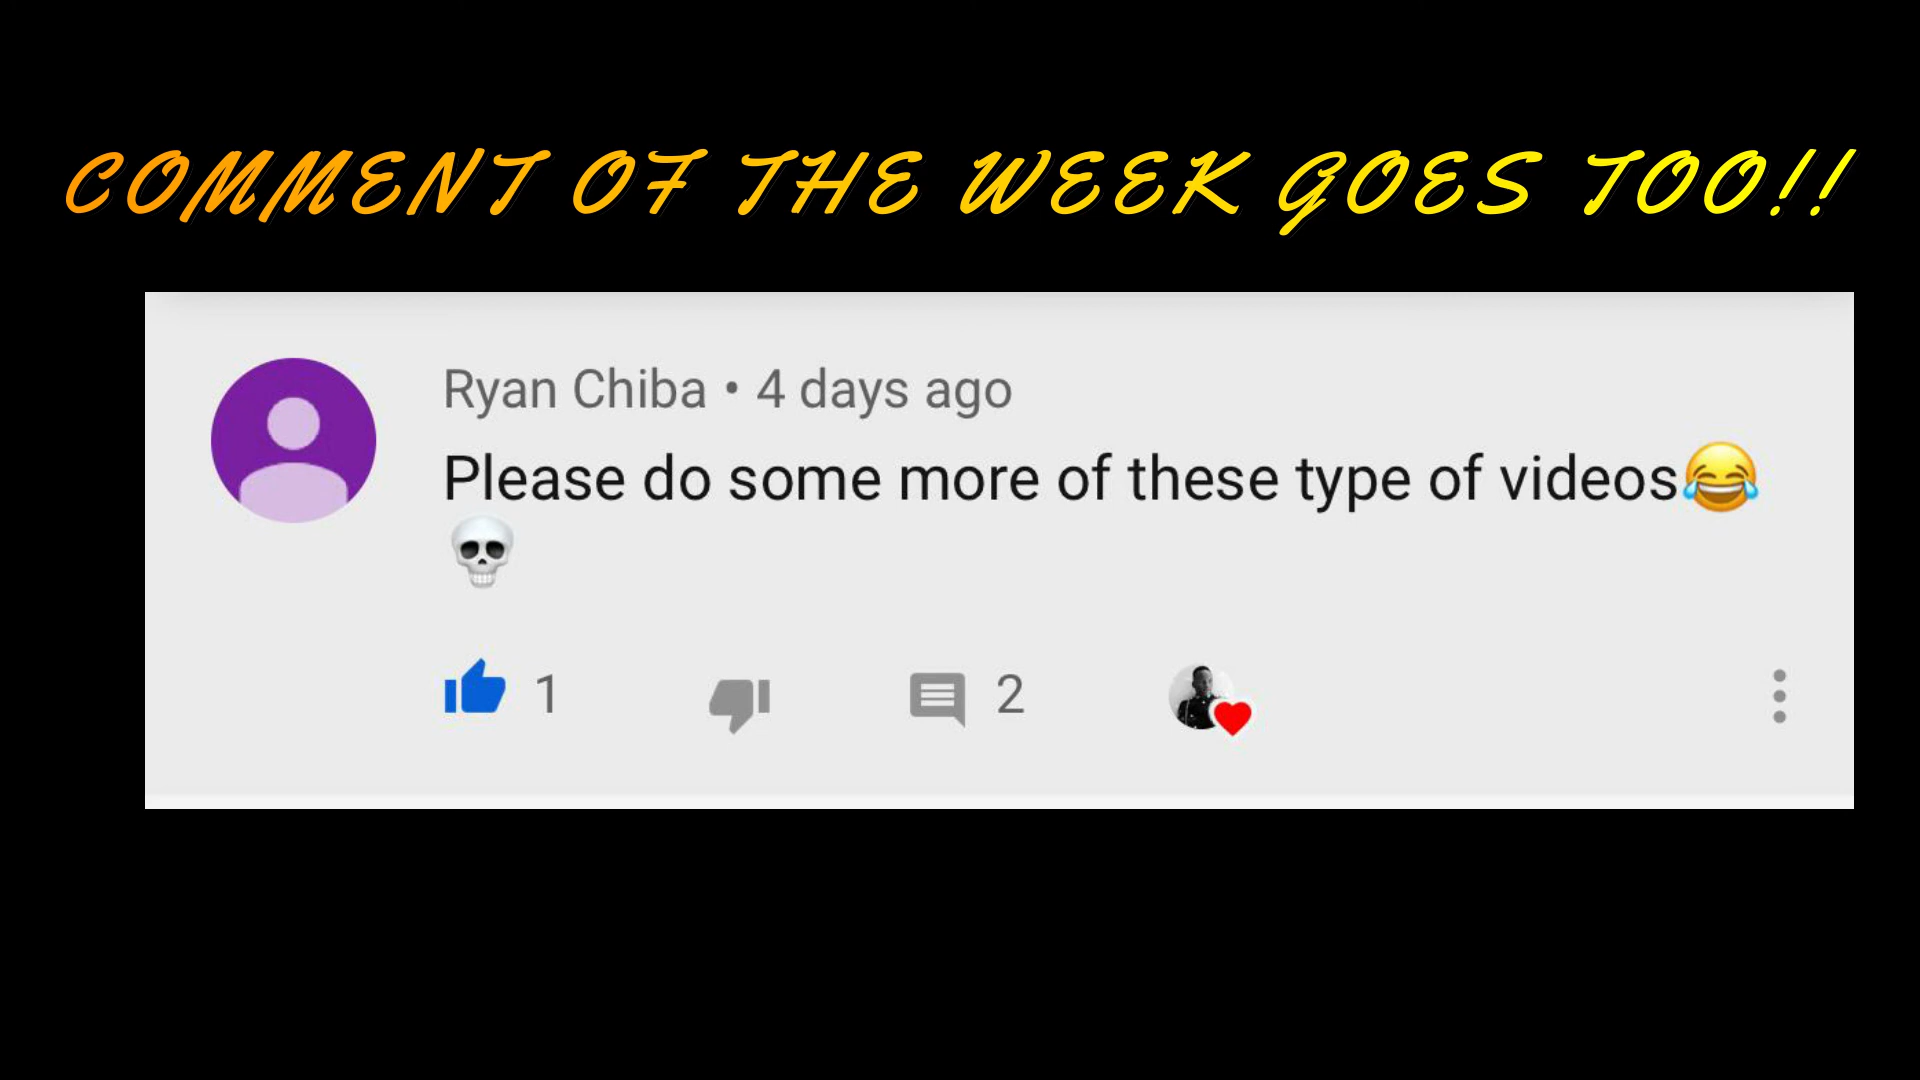 COMMENT OF THE WEEK GOES TOO!!
Ryan Chiba • 4 days ago
Please do some more of these type of videos😂
💀
1 2